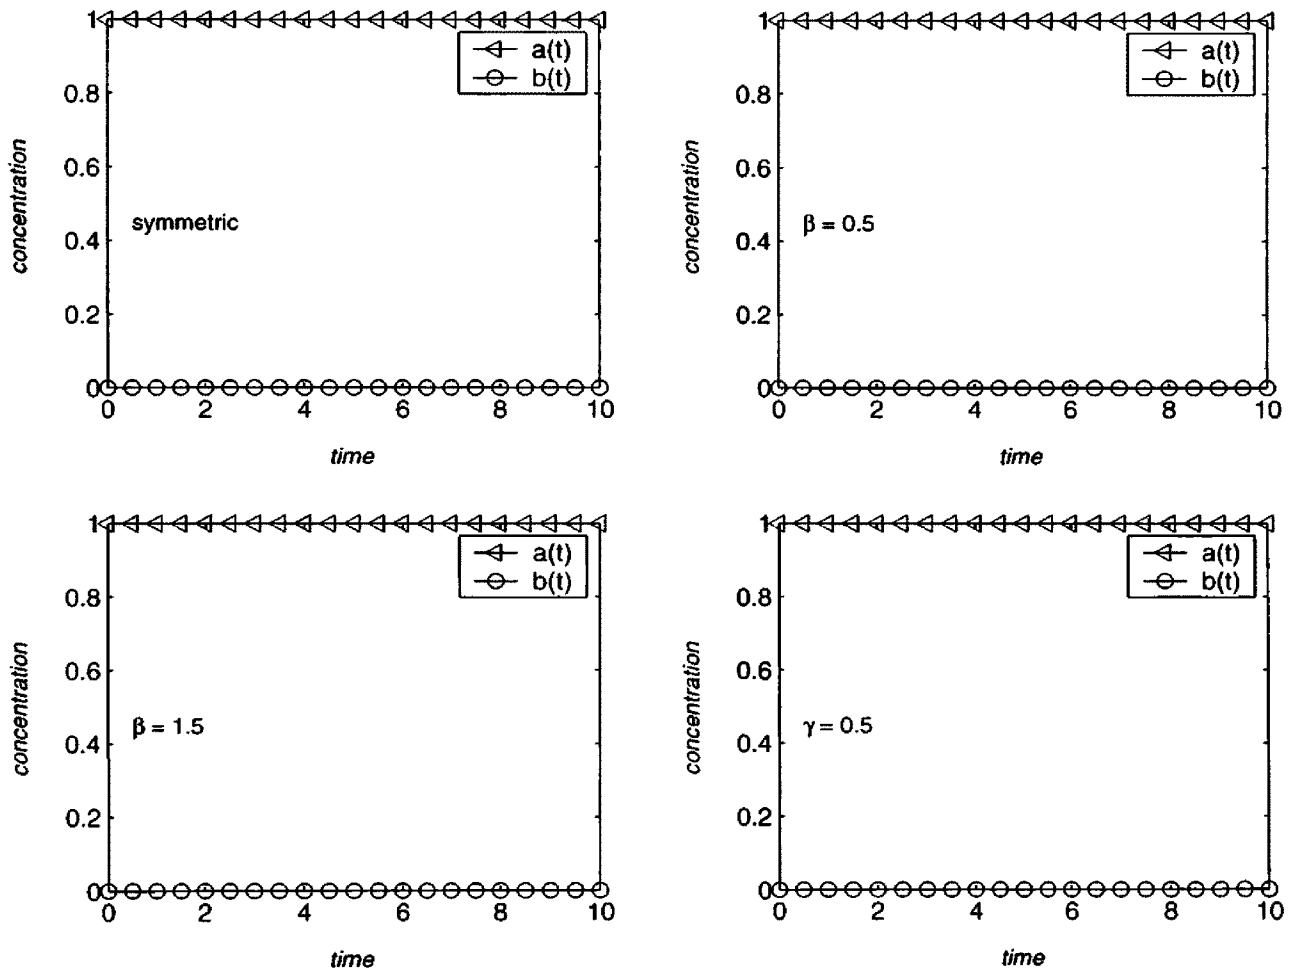 1
a(t)
b(t)
0.8
0.6
concentration
symmetric
0.4
0.2
0
0 2 4 6 8 10
time
1
a(t)
b(t)
0.8
0.6
concentration
β = 0.5
0.4
0.2
0
0 2 4 6 8 10
time
1
a(t)
b(t)
0.8
0.6
concentration
β = 1.5
0.4
0.2
0
0 2 4 6 8 10
time
1
a(t)
b(t)
0.8
0.6
concentration
γ = 0.5
0.4
0.2
0
0 2 4 6 8 10
time